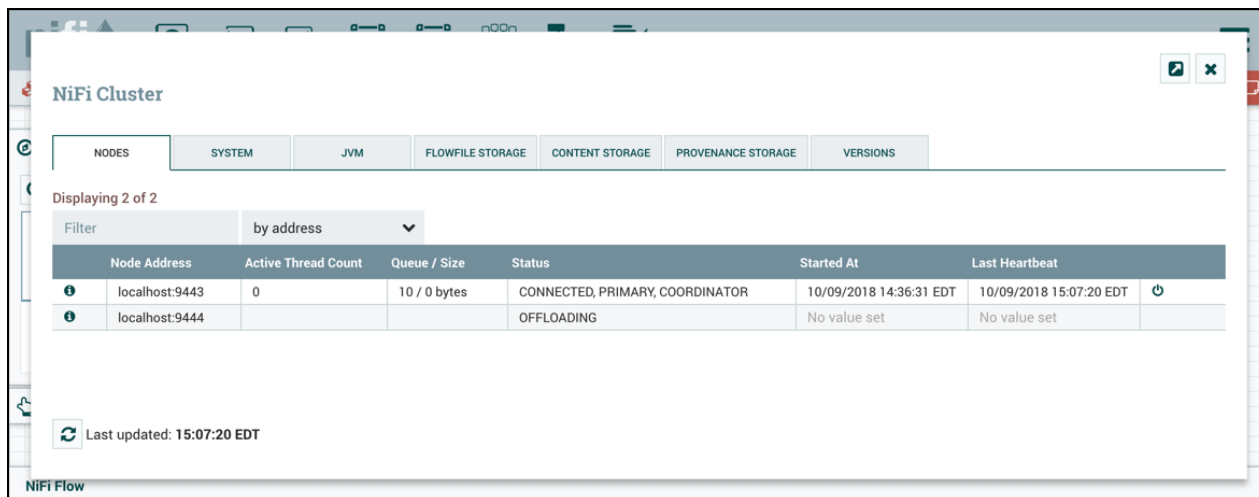 NiFi Cluster
NODES SYSTEM JVM FLOWFILE STORAGE CONTENT STORAGE PROVENANCE STORAGE VERSIONS
Displaying 2 of 2
Filter by address
Node Address Active Thread Count Queue / Size Status Started At Last Heartbeat
localhost:9443 0 10 / 0 bytes CONNECTED, PRIMARY, COORDINATOR 10/09/2018 14:36:31 EDT 10/09/2018 15:07:20 EDT
localhost:9444 OFFLOADING No value set No value set
Last updated: 15:07:20 EDT
NiFi Flow